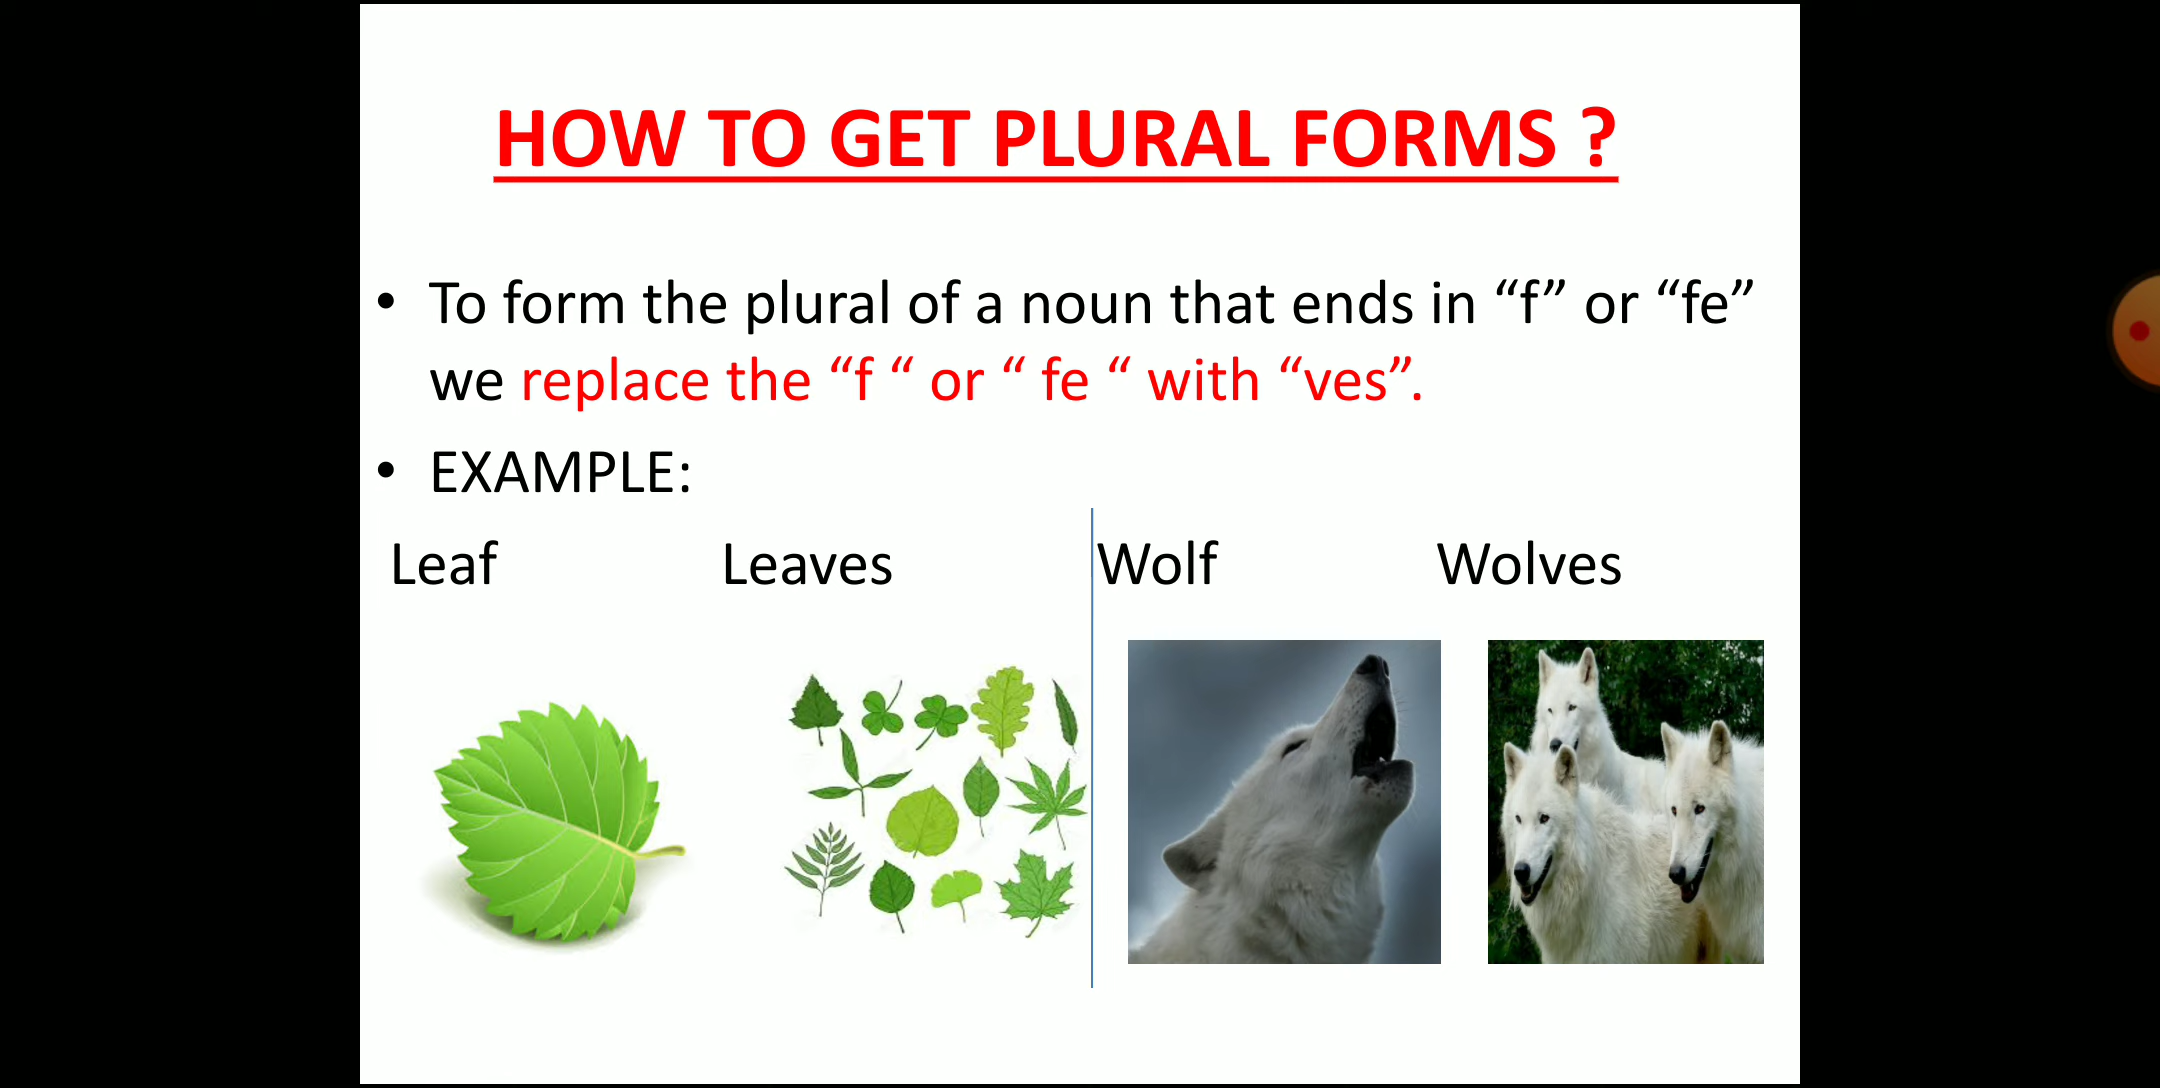 HOW TO GET PLURAL FORMS ?
• To form the plural of a noun that ends in “f” or “fe”
we replace the “f “ or “ fe “ with “ves”.
• EXAMPLE:
Leaf Leaves Wolf Wolves